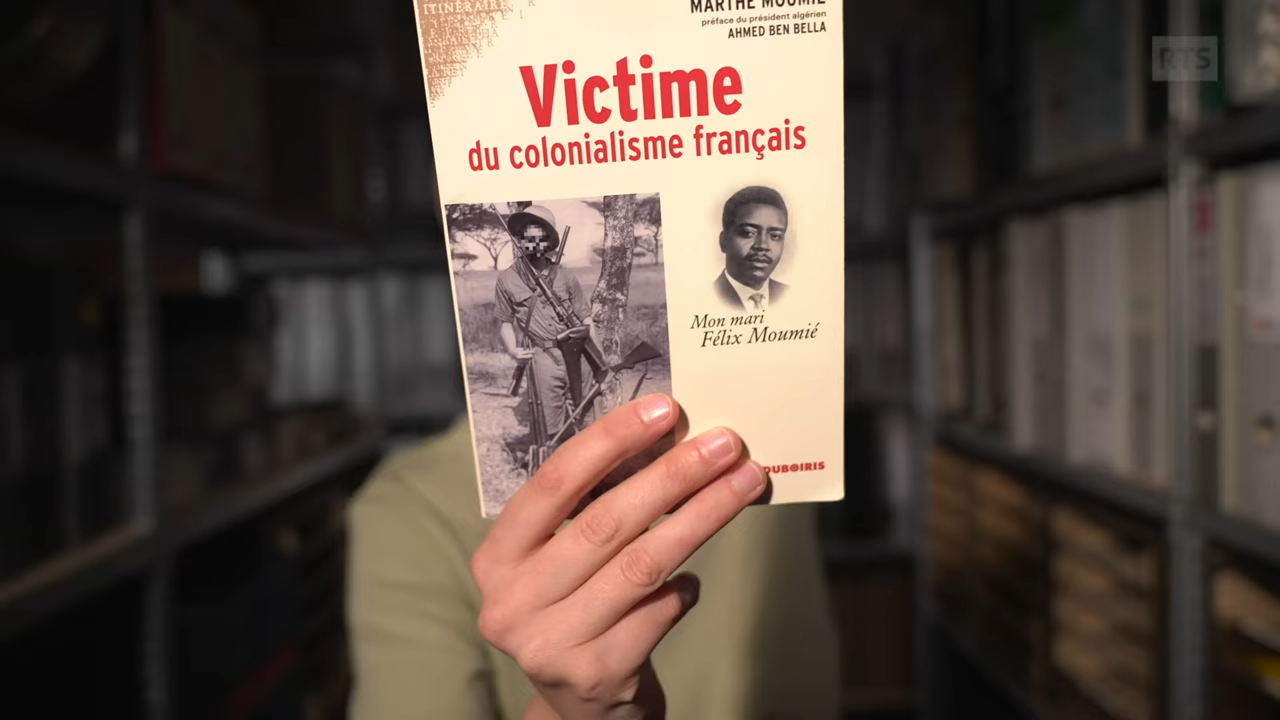 ITINÉRAIRES
MARTHE MOUMIÉ
préface du président algérien
AHMED BEN BELLA
Victime
du colonialisme français
Mon mari
Félix Moumié
DUBOIRIS
RTS